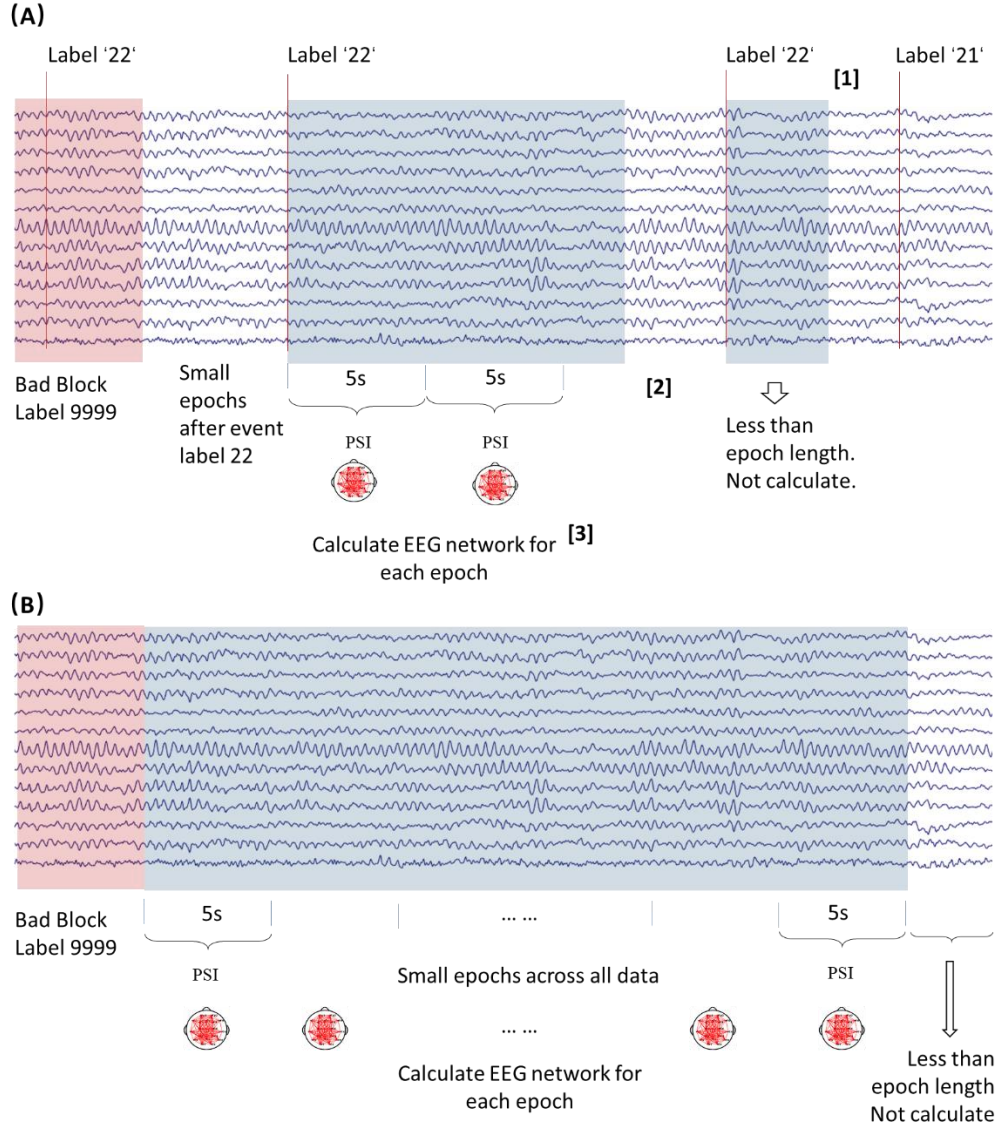 (A)
Label ‘22‘
Label ‘22‘
Label ‘22‘
[1]
Label ‘21‘
Bad Block
Label 9999
Small
epochs
after event
label 22
5s
5s
[2]
PSI
PSI
Less than
epoch length.
Not calculate.
Calculate EEG network for
each epoch
[3]
(B)
Bad Block
Label 9999
5s
... ...
5s
PSI
Small epochs across all data
PSI
... ...
Calculate EEG network for
each epoch
Less than
epoch length
Not calculate